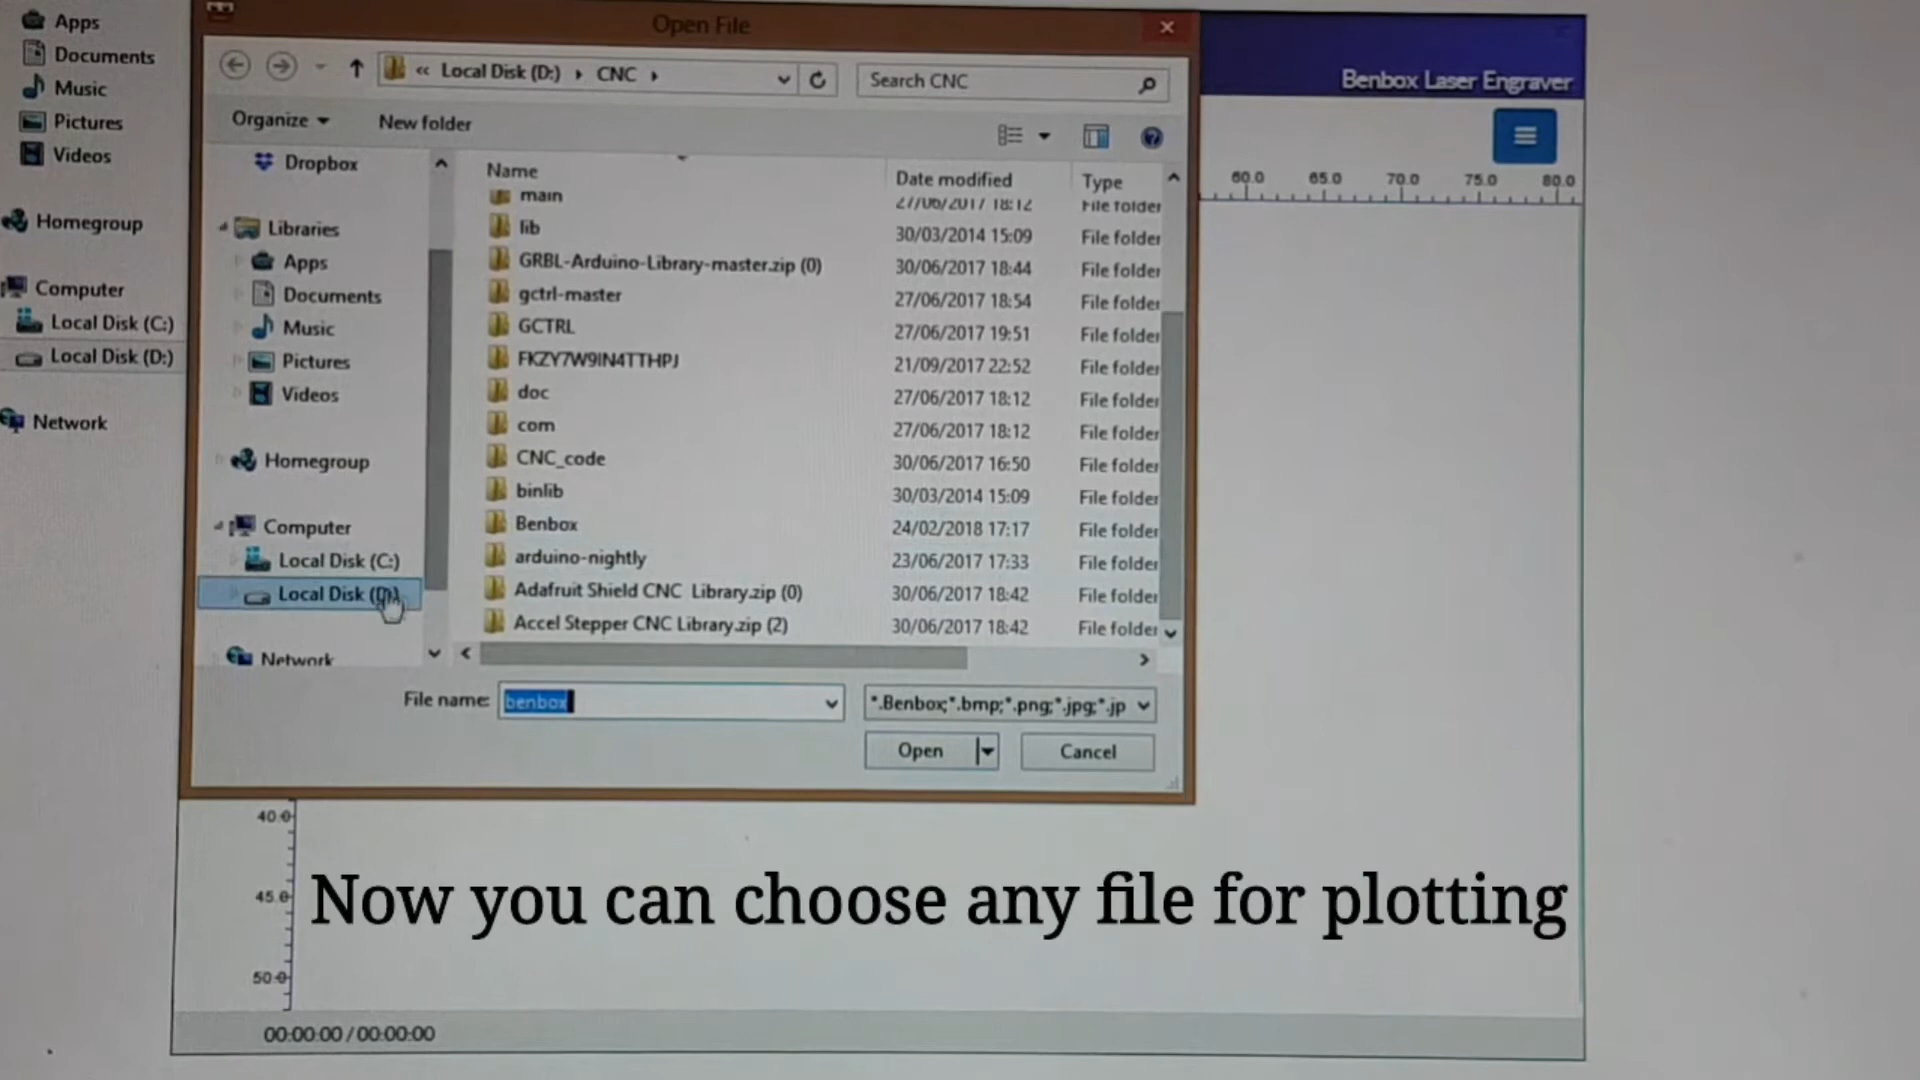 Apps
Documents
Music
Pictures
Videos
Homegroup
Computer
Local Disk (C:)
Local Disk (D:)
Network
Open File
« Local Disk (D:) CNC
Search CNC
Organize
New folder
Dropbox
Libraries
Apps
Documents
Music
Pictures
Videos
Homegroup
Computer
Local Disk (C:)
Local Disk (D:)
Network
Name Date modified Type
main 27/06/2017 18:12 File folder
lib 30/03/2014 15:09 File folder
GRBL-Arduino-Library-master.zip (0) 30/06/2017 18:44 File folder
gctrl-master 27/06/2017 18:54 File folder
GCTRL 27/06/2017 19:51 File folder
FKZY7W9IN4TTHPJ 21/09/2017 22:52 File folder
doc 27/06/2017 18:12 File folder
com 27/06/2017 18:12 File folder
CNC_code 30/06/2017 16:50 File folder
binlib 30/03/2014 15:09 File folder
Benbox 24/02/2018 17:17 File folder
arduino-nightly 23/06/2017 17:33 File folder
Adafruit Shield CNC Library.zip (0) 30/06/2017 18:42 File folder
Accel Stepper CNC Library.zip (2) 30/06/2017 18:42 File folder
File name: benbox
*.Benbox;*.bmp;*.png;*.jpg;*.jp
Open
Cancel
Benbox Laser Engraver
60.0 65.0 70.0 75.0 80.0
40.0
45.0
50.0
Now you can choose any file for plotting
00:00:00 / 00:00:00